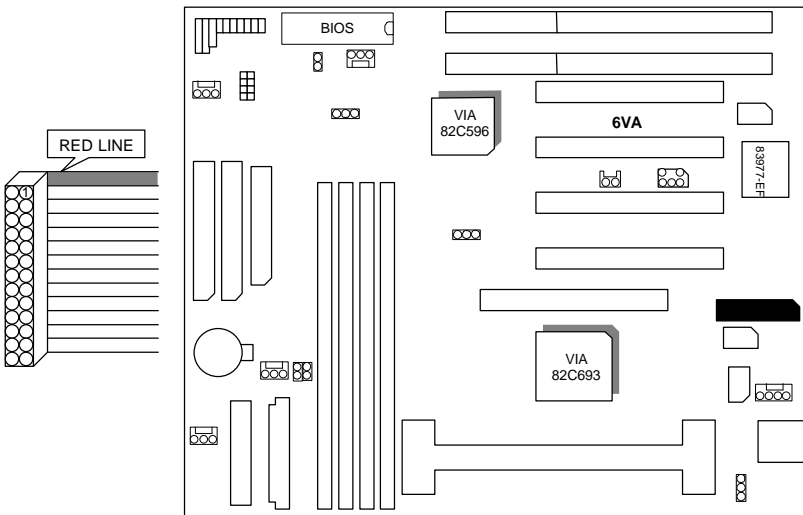 BIOS
VIA
82C596
6VA
RED LINE
83977-EF
1
VIA
82C693